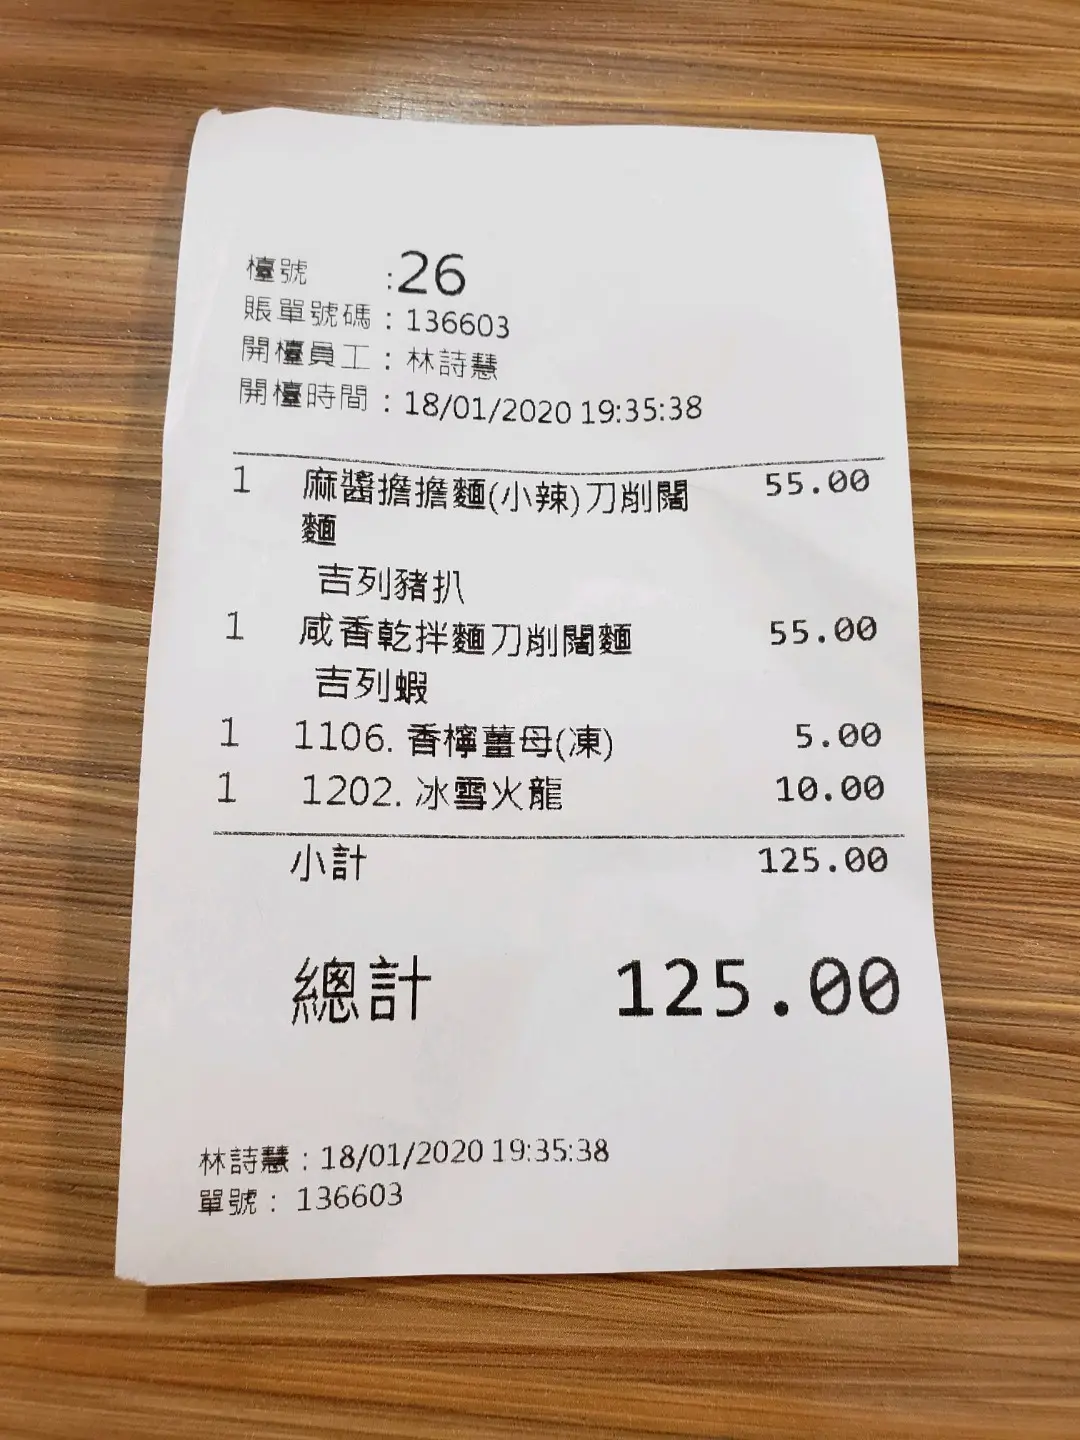 檯號 :26
賬單號碼：136603
開檯員工：林詩慧
開檯時間：18/01/2020 19:35:38
1 麻醬擔擔麵(小辣)刀削闊 55.00
麵
吉列豬扒
1 咸香乾拌麵刀削闊麵 55.00
吉列蝦
1 1106. 香檸薑母(凍) 5.00
1 1202. 冰雪火龍 10.00
小計 125.00
總計 125.00
林詩慧：18/01/2020 19:35:38
單號： 136603